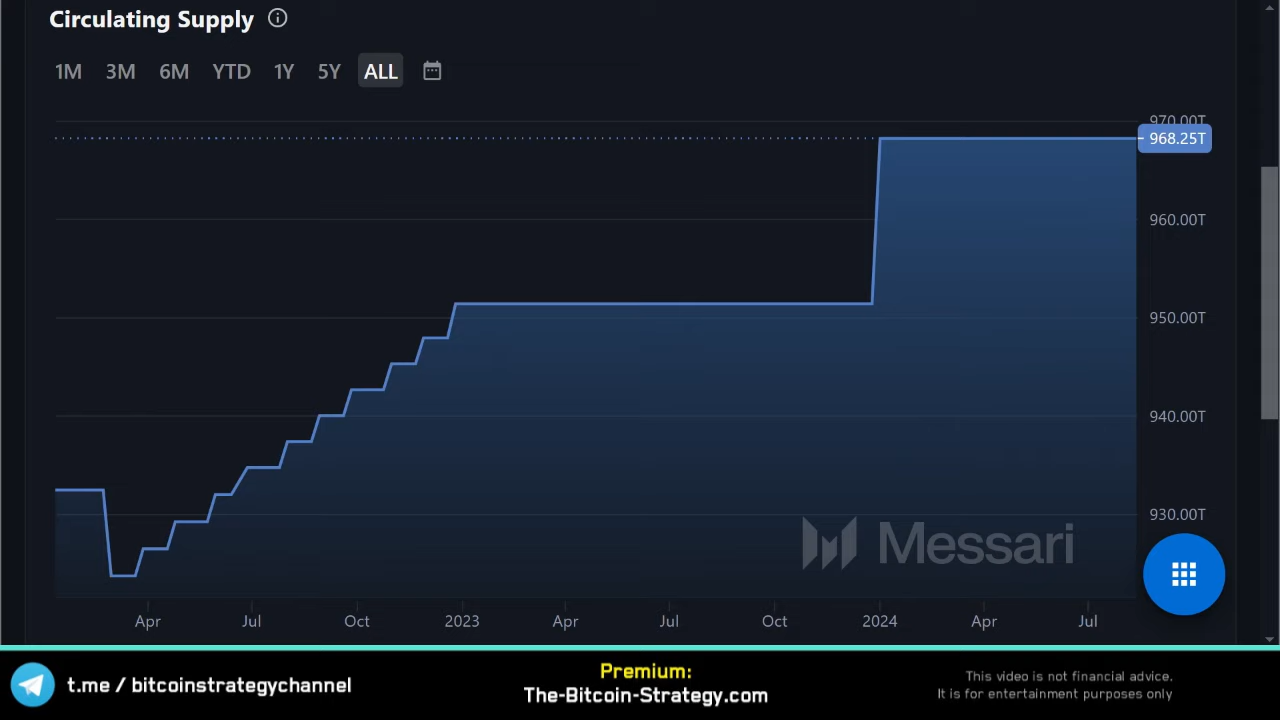 Circulating Supply
1M 3M 6M YTD 1Y 5Y ALL
970.00T
968.25T
960.00T
950.00T
940.00T
930.00T
Messari
Apr Jul Oct 2023 Apr Jul Oct 2024 Apr Jul
t.me / bitcoinstrategychannel
Premium:
The-Bitcoin-Strategy.com
This video is not financial advice.
It is for entertainment purposes only